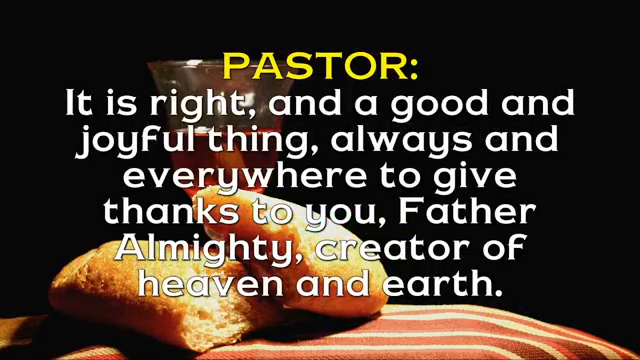 PASTOR:
It is right, and a good and
joyful thing, always and
everywhere to give
thanks to you, Father
Almighty, creator of
heaven and earth.